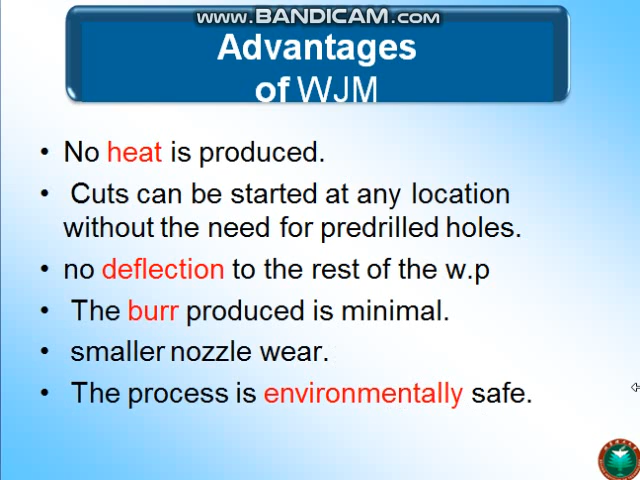 www.BANDICAM.com
Advantages
of WJM
• No heat is produced.
• Cuts can be started at any location
without the need for predrilled holes.
• no deflection to the rest of the w.p
• The burr produced is minimal.
• smaller nozzle wear.
• The process is environmentally safe.